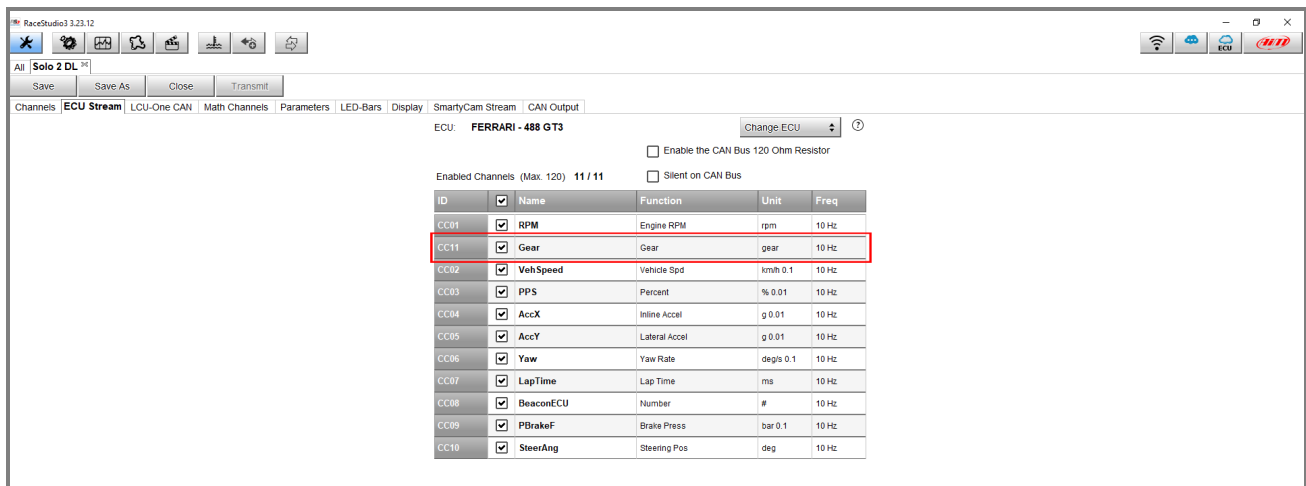 RaceStudio3 3.23.12
ECU
AiM
All Solo 2 DL
Save Save As Close Transmit
Channels ECU Stream LCU-One CAN Math Channels Parameters LED-Bars Display SmartyCam Stream CAN Output
ECU: FERRARI - 488 GT3 Change ECU ?
Enable the CAN Bus 120 Ohm Resistor
Enabled Channels (Max. 120) 11 / 11 Silent on CAN Bus
ID Name Function Unit Freq
CC01 RPM Engine RPM rpm 10 Hz
CC11 Gear Gear gear 10 Hz
CC02 VehSpeed Vehicle Spd km/h 0.1 10 Hz
CC03 PPS Percent % 0.01 10 Hz
CC04 AccX Inline Accel g 0.01 10 Hz
CC05 AccY Lateral Accel g 0.01 10 Hz
CC06 Yaw Yaw Rate deg/s 0.1 10 Hz
CC07 LapTime Lap Time ms 10 Hz
CC08 BeaconECU Number # 10 Hz
CC09 PBrakeF Brake Press bar 0.1 10 Hz
CC10 SteerAng Steering Pos deg 10 Hz